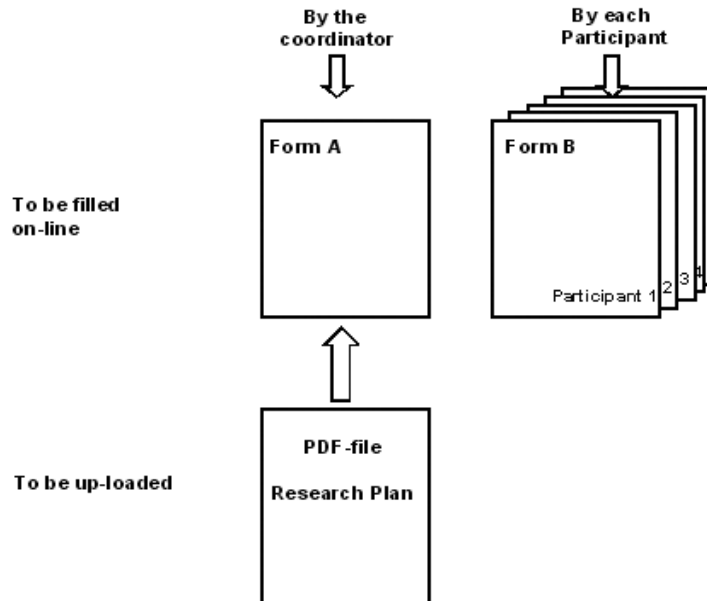 By the
coordinator
By each
Participant
Form A
Form B
To be filled
on-line
Participant 1
2
3
4
PDF-file
To be up-loaded
Research Plan